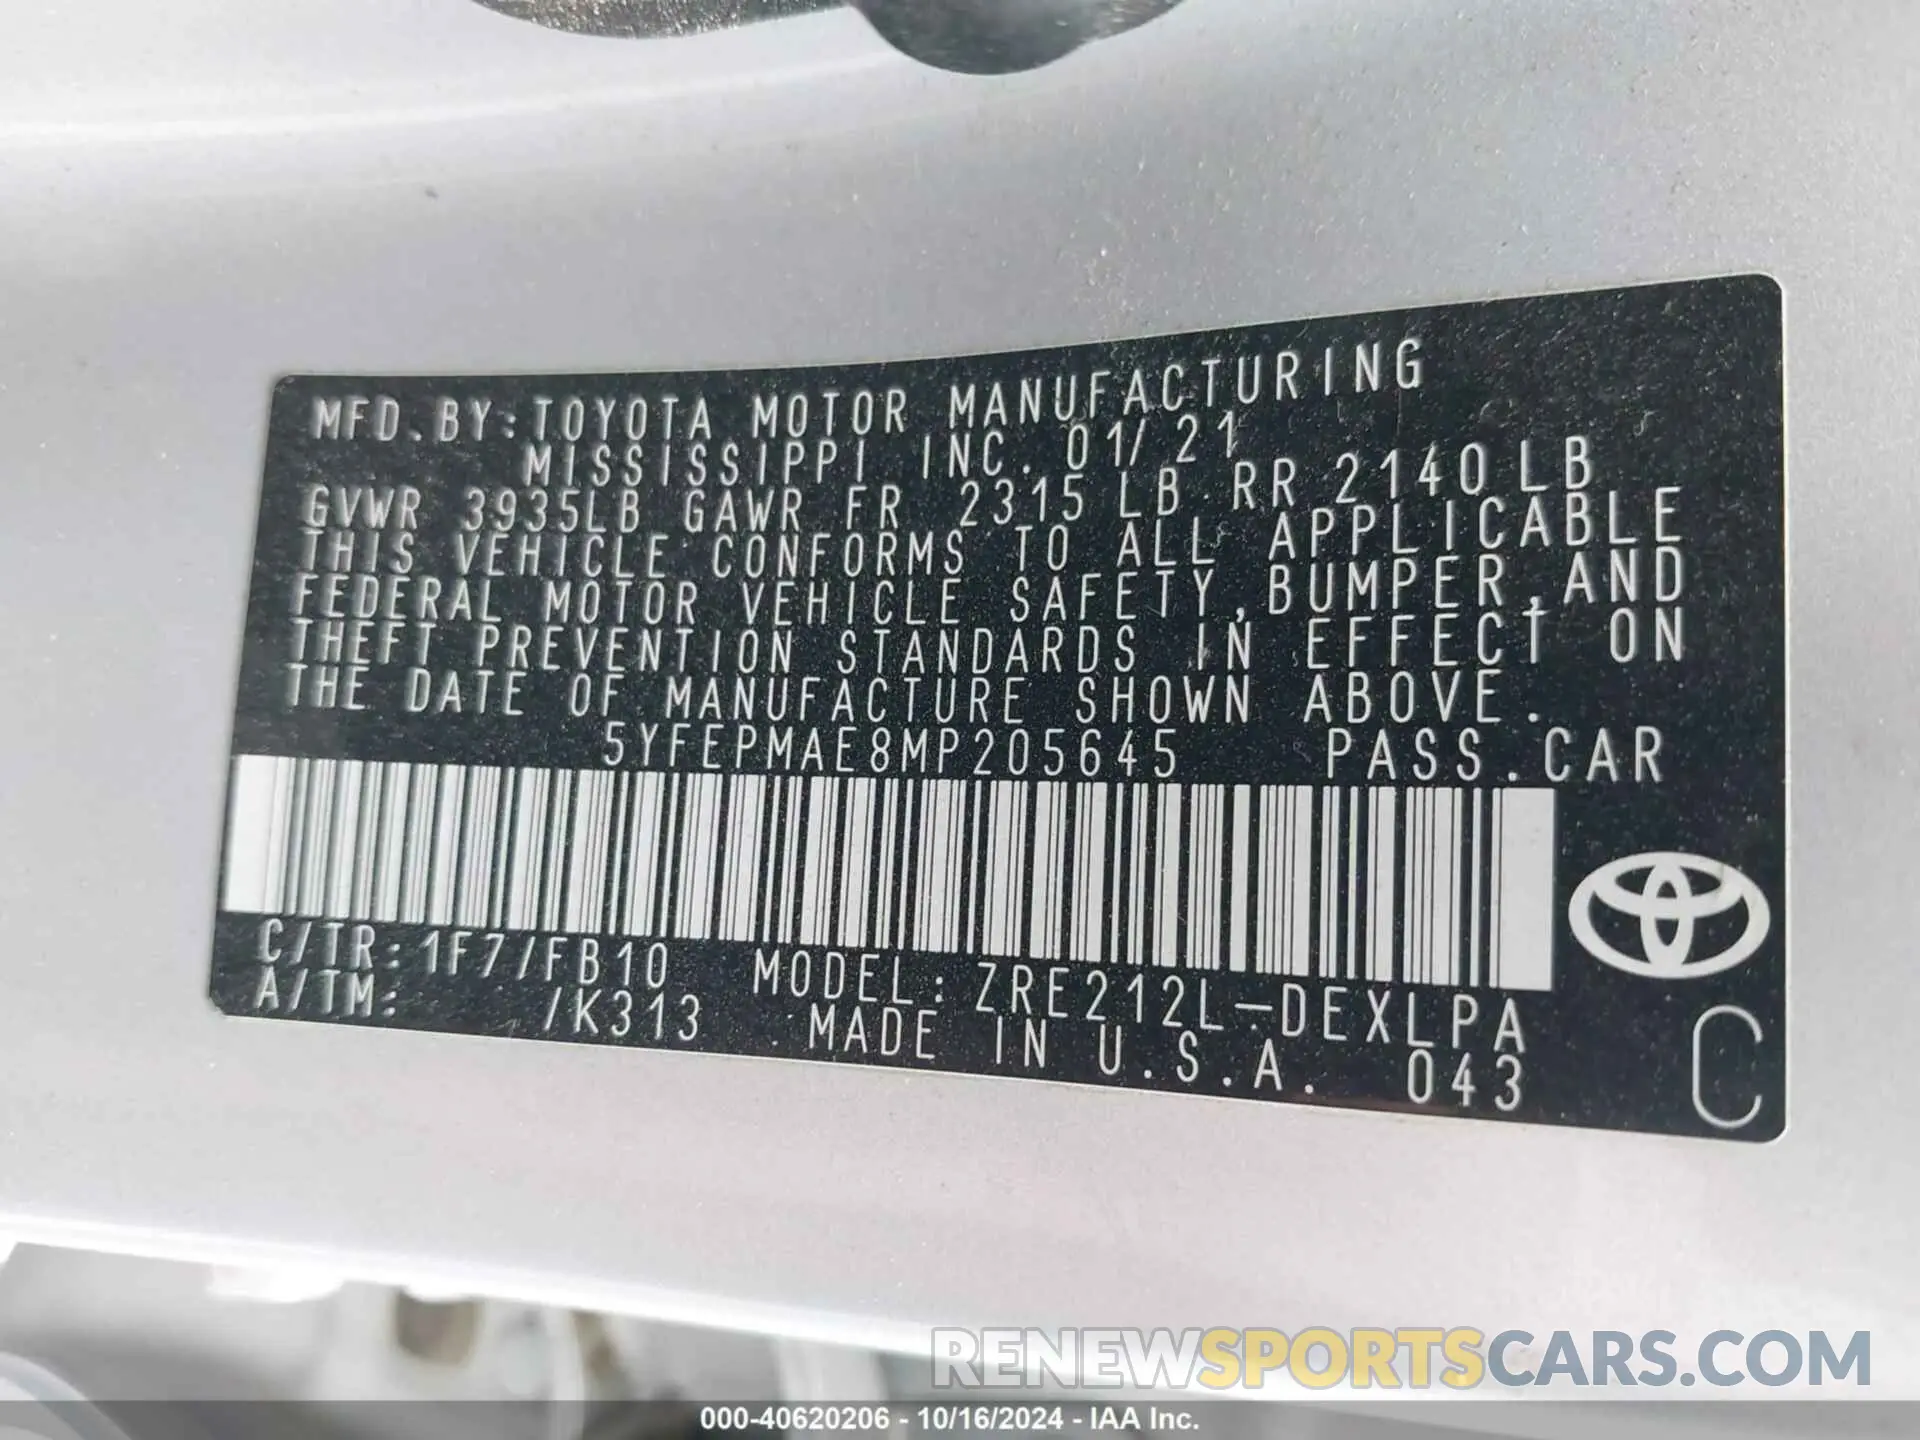 MFD.BY:TOYOTA MOTOR MANUFACTURING
MISSISSIPPI INC. 01/21
GVWR 3935LB GAWR FR 2315LB RR 2140LB
THIS VEHICLE CONFORMS TO ALL APPLICABLE
FEDERAL MOTOR VEHICLE SAFETY,BUMPER,AND
THEFT PREVENTION STANDARDS IN EFFECT ON
THE DATE OF MANUFACTURE SHOWN ABOVE.
5YFEPMAE8MP205645 PASS.CAR
C/TR:1F7/FB10 MODEL:ZRE212L-DEXLPA
A/TM: /K313 MADE IN U.S.A. 043
C
RENEWSPORTSCARS.COM
000-40620206 - 10/16/2024 - IAA Inc.